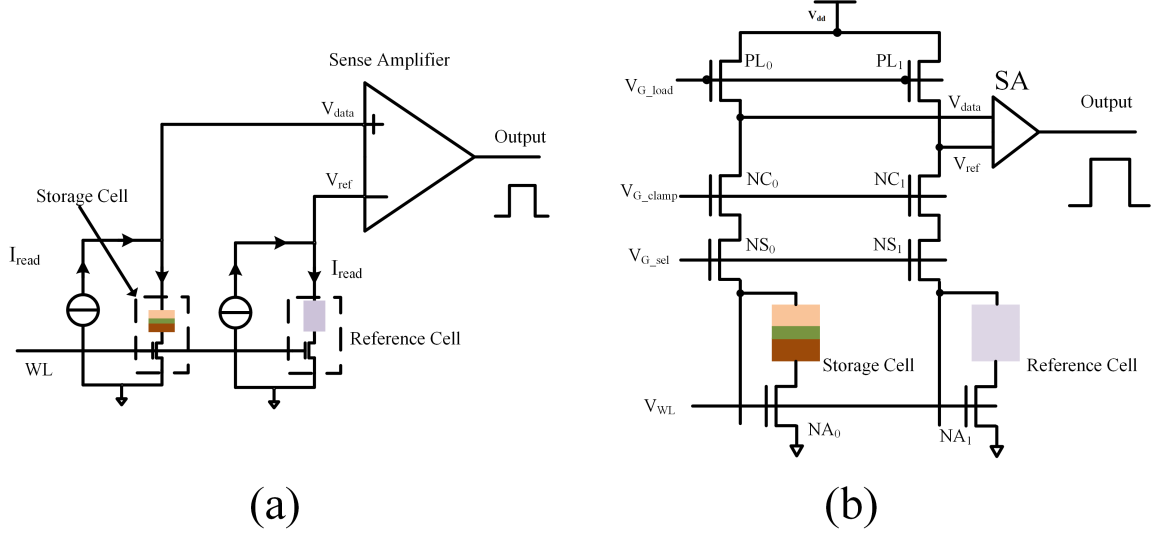 Sense Amplifier
V_data
Output
V_ref
Storage Cell
I_read
I_read
Reference Cell
WL
(a)
V_dd
PL_0
PL_1
V_G_load
SA
V_data
Output
V_ref
NC_0
NC_1
V_G_clamp
NS_0
NS_1
V_G_sel
Storage Cell
Reference Cell
V_WL
NA_0
NA_1
(b)